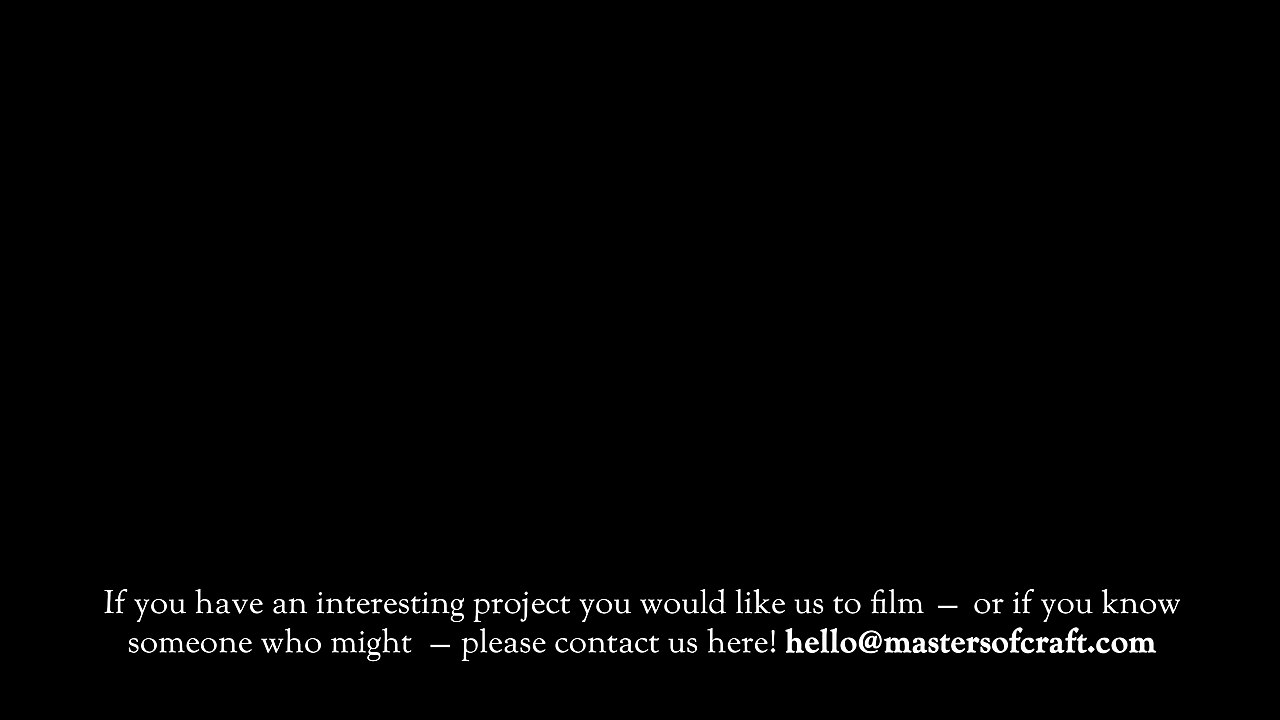 If you have an interesting project you would like us to film — or if you know
someone who might — please contact us here! hello@mastersofcraft.com